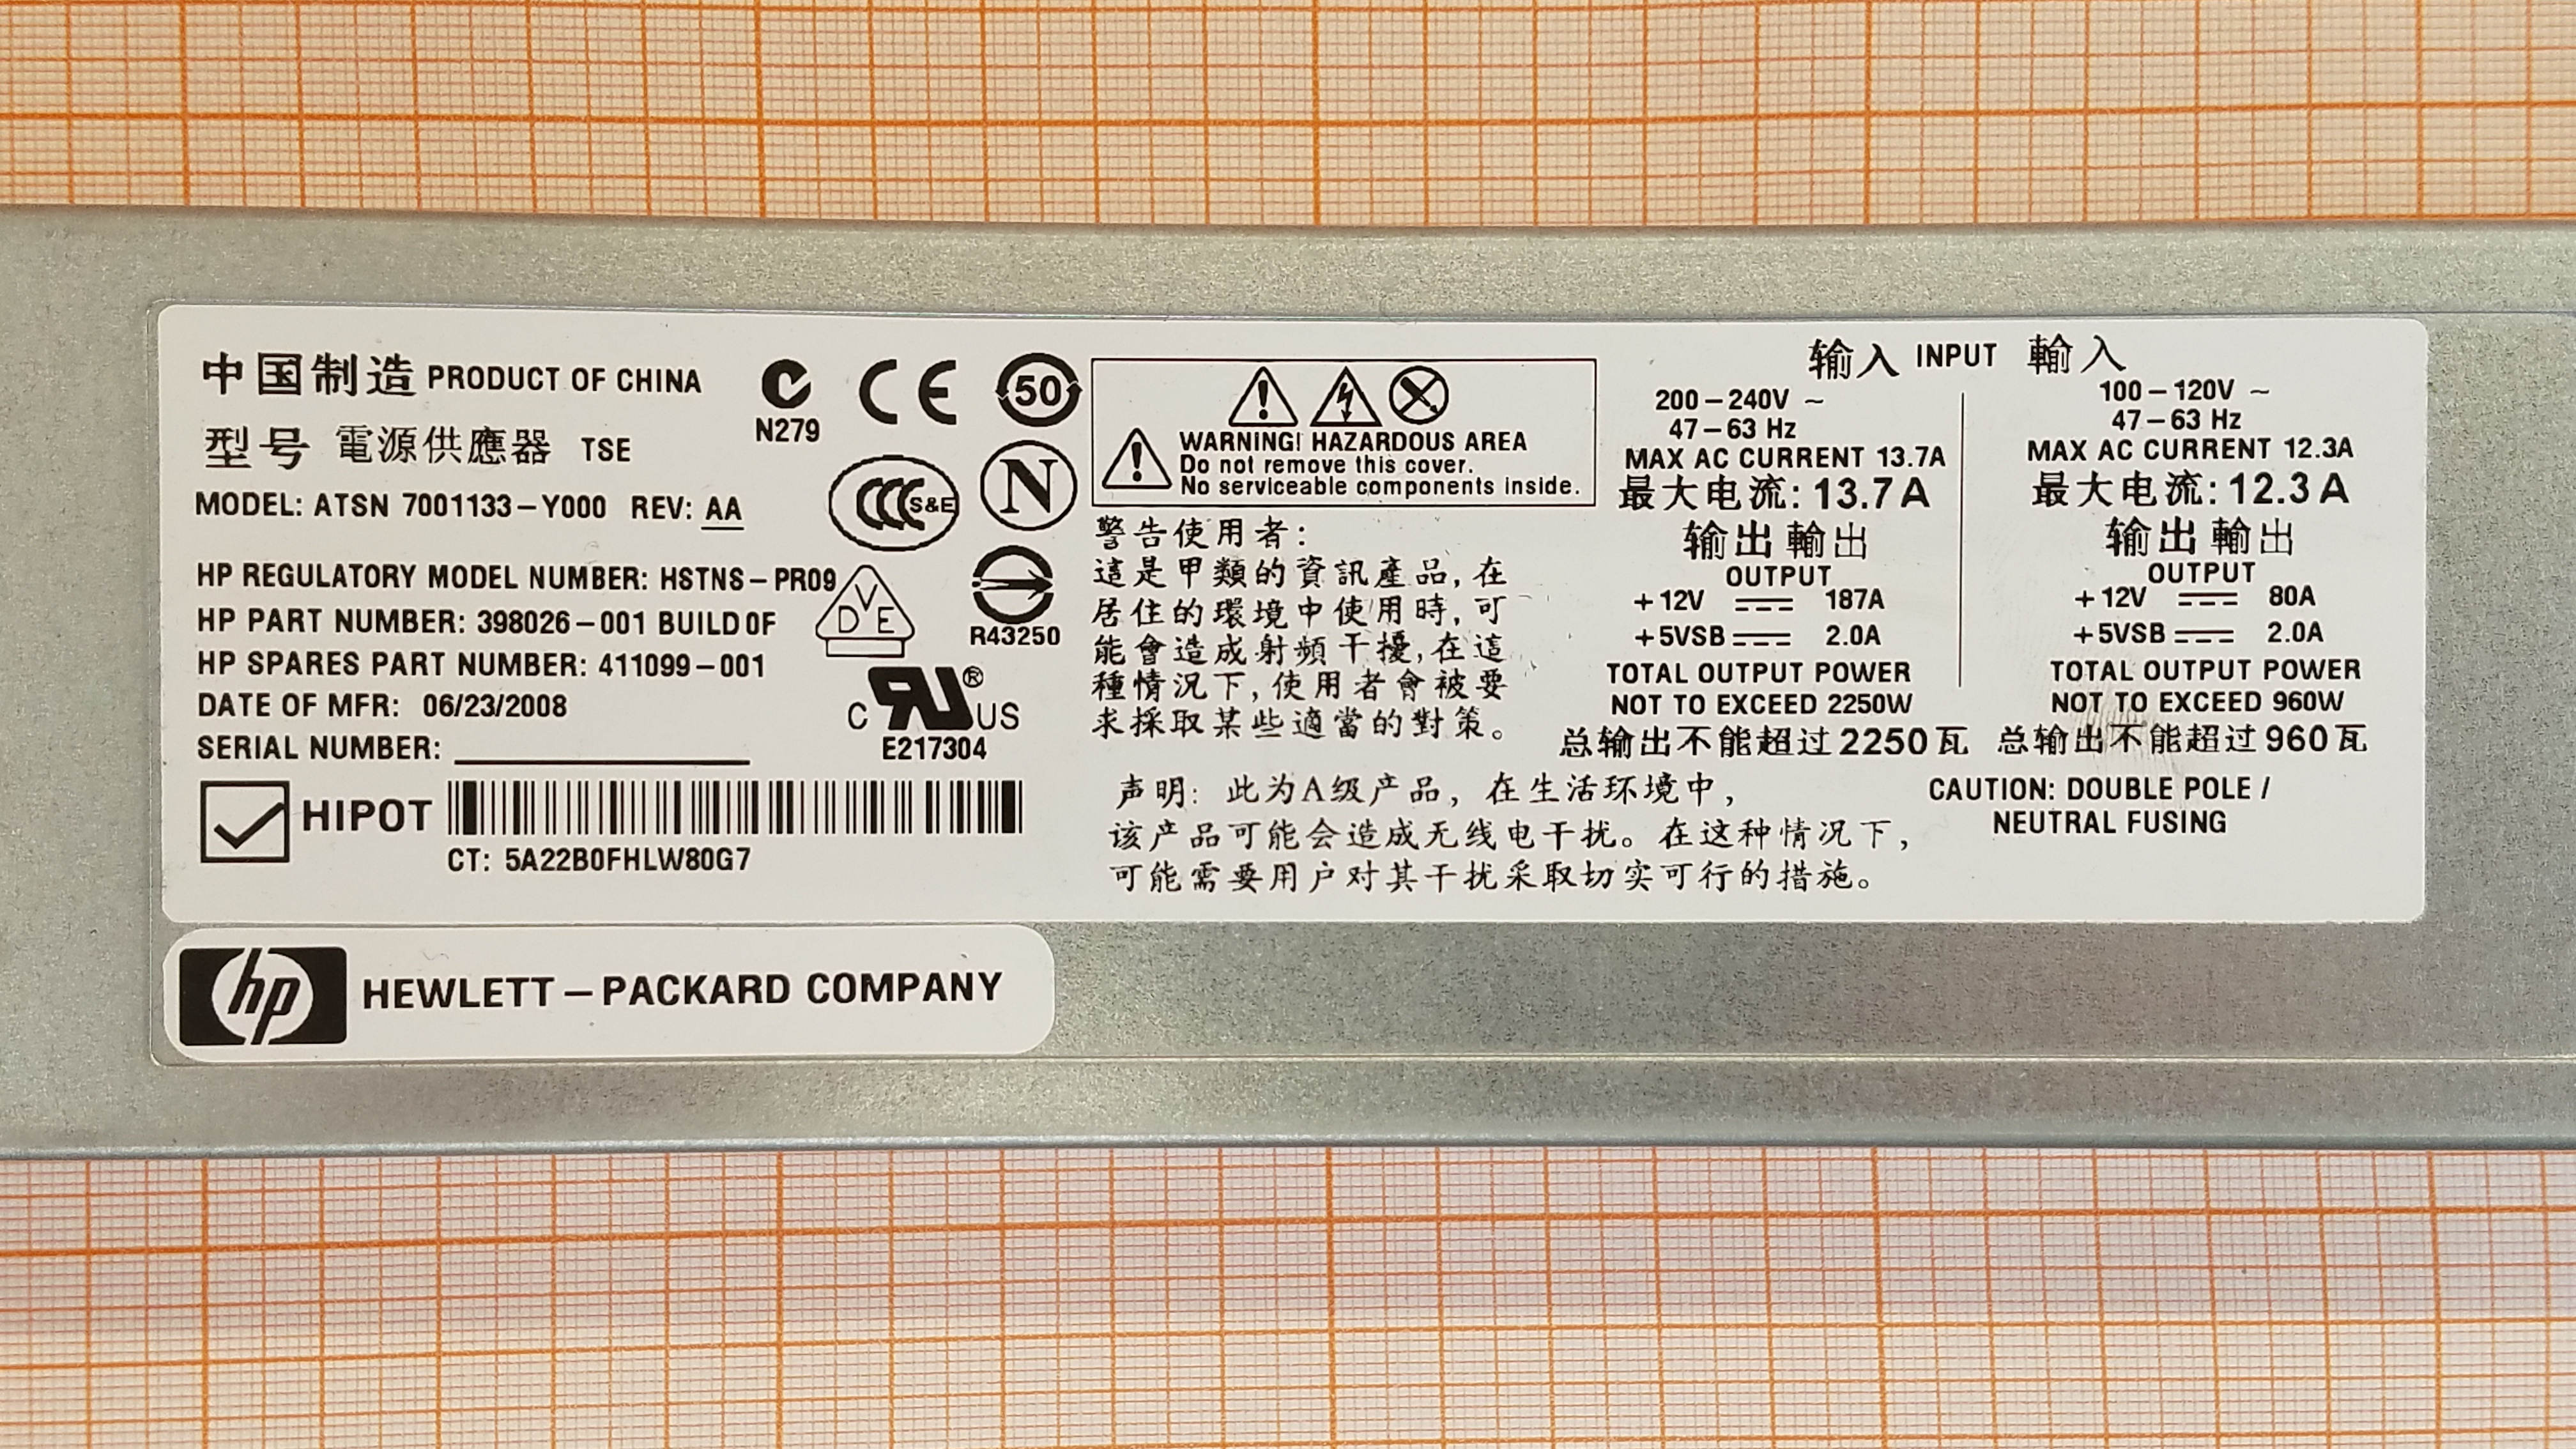 中国制造 PRODUCT OF CHINA
型号 電源供應器 TSE
MODEL: ATSN 7001133-Y000 REV: AA
HP REGULATORY MODEL NUMBER: HSTNS-PR09
HP PART NUMBER: 398026-001 BUILD OF
HP SPARES PART NUMBER: 411099-001
DATE OF MFR: 06/23/2008
SERIAL NUMBER:
HIPOT
CT: 5A22B0FHLW80G7
N279
CE
50
CCC S&E
N
VDE
R43250
C RU® US
E217304
WARNING! HAZARDOUS AREA
Do not remove this cover.
No serviceable components inside.
警告使用者:
這是甲類的資訊產品,在
居住的環境中使用時,可
能會造成射頻干擾,在這
種情況下,使用者會被要
求採取某些適當的對策。
声明: 此为A级产品, 在生活环境中,
该产品可能会造成无线电干扰。在这种情况下,
可能需要用户对其干扰采取切实可行的措施。
输入 INPUT 輸入
200-240V ~
47-63 Hz
MAX AC CURRENT 13.7A
最大电流: 13.7A
输出 輸出
OUTPUT
+12V ⎓ 187A
+5VSB ⎓ 2.0A
TOTAL OUTPUT POWER
NOT TO EXCEED 2250W
总输出不能超过2250瓦
100-120V ~
47-63 Hz
MAX AC CURRENT 12.3A
最大电流: 12.3A
输出 輸出
OUTPUT
+12V ⎓ 80A
+5VSB ⎓ 2.0A
TOTAL OUTPUT POWER
NOT TO EXCEED 960W
总输出不能超过960瓦
CAUTION: DOUBLE POLE /
NEUTRAL FUSING
hp HEWLETT-PACKARD COMPANY